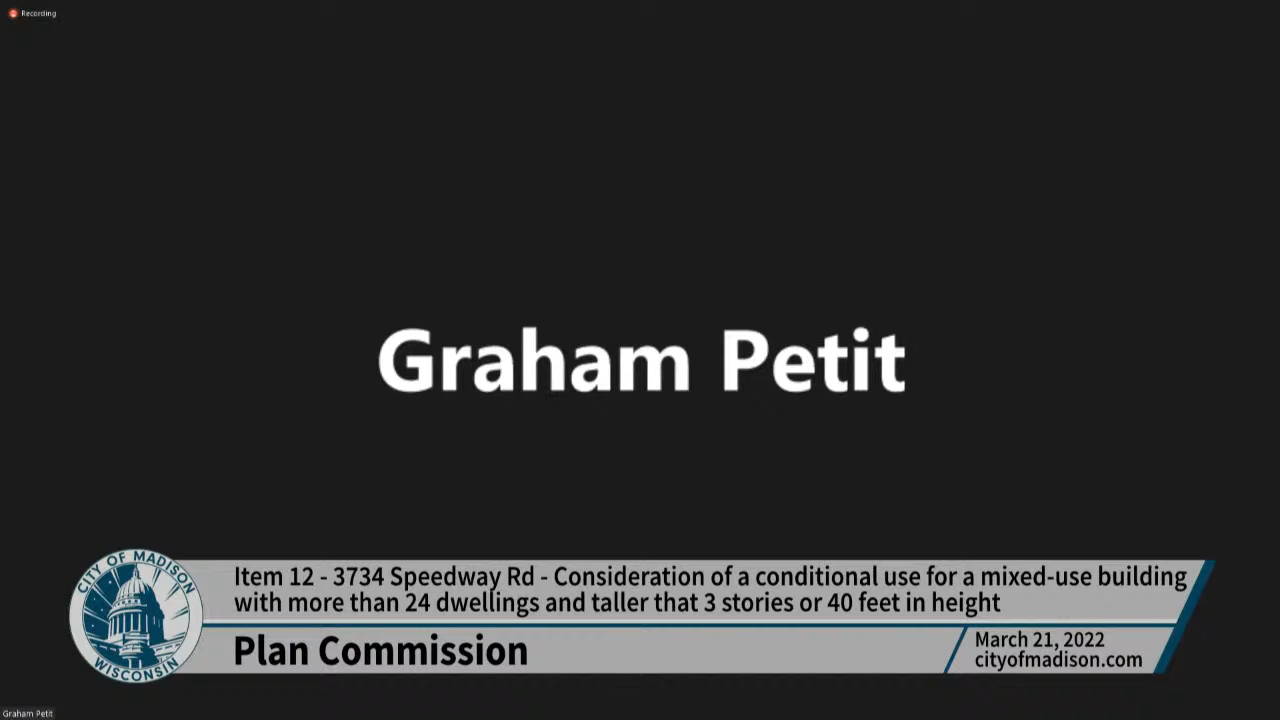 Recording
Graham Petit
CITY OF MADISON
WISCONSIN
Item 12 - 3734 Speedway Rd - Consideration of a conditional use for a mixed-use building
with more than 24 dwellings and taller that 3 stories or 40 feet in height
Plan Commission
March 21, 2022
cityofmadison.com
Graham Petit